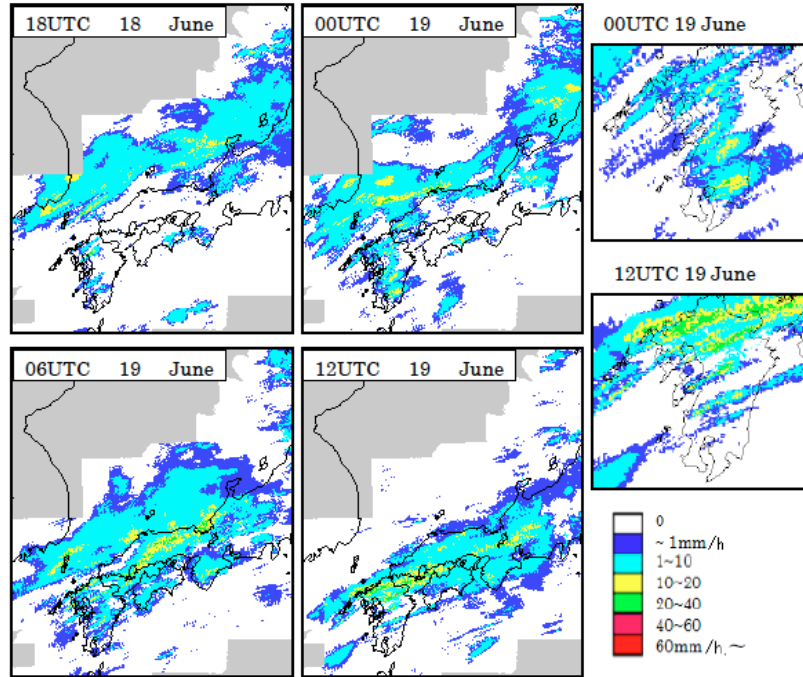 18UTC 18 June
00UTC 19 June
00UTC 19 June
12UTC 19 June
06UTC 19 June
12UTC 19 June
0
~1mm/h
1~10
10~20
20~40
40~60
60mm/h.~